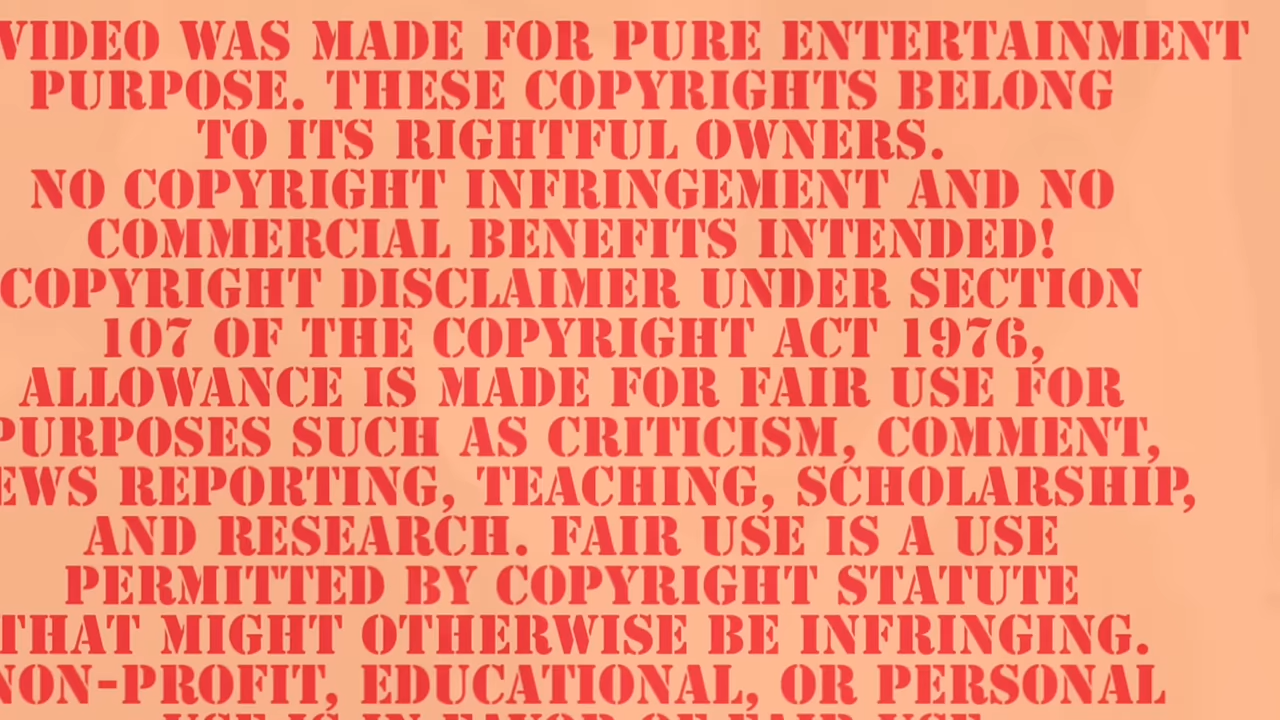 VIDEO WAS MADE FOR PURE ENTERTAINMENT
PURPOSE. THESE COPYRIGHTS BELONG
TO ITS RIGHTFUL OWNERS.
NO COPYRIGHT INFRINGEMENT AND NO
COMMERCIAL BENEFITS INTENDED!
COPYRIGHT DISCLAIMER UNDER SECTION
107 OF THE COPYRIGHT ACT 1976,
ALLOWANCE IS MADE FOR FAIR USE FOR
PURPOSES SUCH AS CRITICISM, COMMENT,
EWS REPORTING, TEACHING, SCHOLARSHIP,
AND RESEARCH. FAIR USE IS A USE
PERMITTED BY COPYRIGHT STATUTE
THAT MIGHT OTHERWISE BE INFRINGING.
NON-PROFIT, EDUCATIONAL, OR PERSONAL